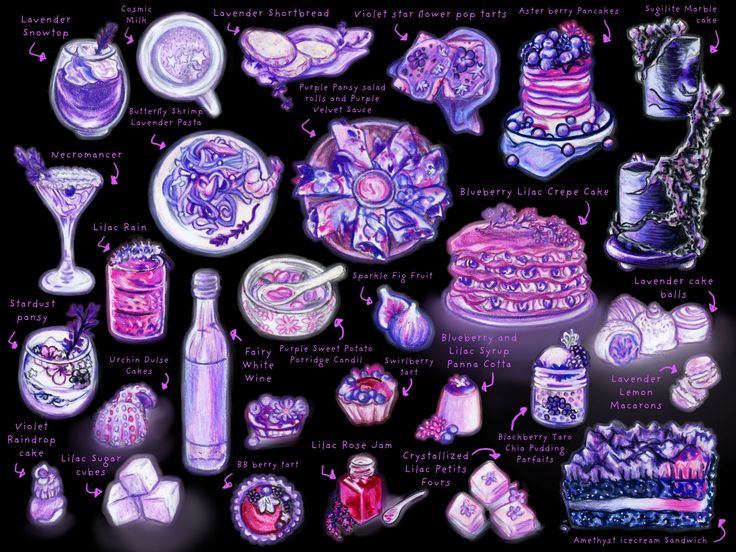 Lavender
Snowtop
Cosmic
Milk
Lavender Shortbread
Violet star flower pop tarts
Aster berry Pancakes
Sugilite Marble
cake
Butterfly Shrimp
Lavender Pasta
Purple Pansy salad
rolls and Purple
Velvet Sauce
Necromancer
Blueberry Lilac Crepe Cake
Lilac Rain
Sparkle Fig Fruit
Lavender cake
balls
Stardust
pansy
Urchin Dulse
Cakes
Fairy
White
Wine
Purple Sweet Potato
Porridge Candil
Swirlberry
tart
Blueberry and
Lilac Syrup
Panna Cotta
Lavender
Lemon
Macarons
Violet
Raindrop
cake
Lilac Sugar
cubes
BB berry tart
Lilac Rose Jam
Crystallized
Lilac Petits
Fours
Blackberry Taro
Chia Pudding
Parfaits
Amethyst icecream Sandwich